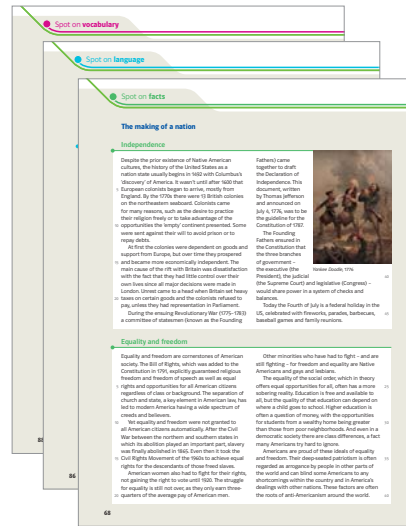 Spot on vocabulary
Spot on language
Spot on facts
The making of a nation
Independence
Despite the prior existence of Native American
cultures, the history of the United States as a
nation state usually begins in 1492 with Columbus's
'discovery' of America. It wasn't until after 1600 that
5 European colonists began to arrive, mostly from
England. By the 1770s there were 13 British colonies
on the northeastern seaboard. Colonists came
for many reasons, such as the desire to practice
their religion freely or to take advantage of the
10 opportunities the 'empty' continent presented. Some
were sent against their will to avoid prison or to
repay debts.
At first the colonies were dependent on goods and
support from Europe, but over time they prospered
15 and became more economically independent. The
main cause of the rift with Britain was dissatisfaction
with the fact that they had little control over their
own lives since all major decisions were made in
London. Unrest came to a head when Britain set heavy
20 taxes on certain goods and the colonists refused to
pay, unless they had representation in Parliament.
During the ensuing Revolutionary War (1775–1783)
a committee of statesmen (known as the Founding
Fathers) came
together to draft
the Declaration of
Independence. This
document, written
by Thomas Jefferson
and announced on
July 4, 1776, was to be
the guideline for the
Constitution of 1787.
The Founding
Fathers ensured in
the Constitution that
the three branches
of government –
the executive (the
President), the judicial
(the Supreme Court) and legislative (Congress) –
would share power in a system of checks and
balances.
Today the Fourth of July is a federal holiday in the
US, celebrated with fireworks, parades, barbecues,
baseball games and family reunions.
Yankee Doodle, 1776
40
45
Equality and freedom
Equality and freedom are cornerstones of American
society. The Bill of Rights, which was added to the
Constitution in 1791, explicitly guaranteed religious
freedom and freedom of speech as well as equal
5 rights and opportunities for all American citizens
regardless of class or background. The separation of
church and state, a key element in American law, has
led to modern America having a wide spectrum of
creeds and believers.
10 Yet equality and freedom were not granted to
all American citizens automatically. After the Civil
War between the northern and southern states in
which its abolition played an important part, slavery
was finally abolished in 1865. Even then it took the
15 Civil Rights Movement of the 1960s to achieve equal
rights for the descendants of those freed slaves.
American women also had to fight for their rights,
not gaining the right to vote until 1920. The struggle
for equality is still not over, as they only earn three-
20 quarters of the average pay of American men.
Other minorities who have had to fight – and are
still fighting – for freedom and equality are Native
Americans and gays and lesbians.
The equality of the social order, which in theory
offers equal opportunities for all, often has a more 25
sobering reality. Education is free and available to
all, but the quality of that education can depend on
where a child goes to school. Higher education is
often a question of money, with the opportunities
for students from a wealthy home being greater 30
than those from poor neighborhoods. And even in a
democratic society there are class differences, a fact
many Americans try hard to ignore.
Americans are proud of these ideals of equality
and freedom. Their deep-seated patriotism is often 35
regarded as arrogance by people in other parts of
the world and can blind some Americans to any
shortcomings within the country and in America's
dealings with other nations. These factors are often
the roots of anti-Americanism around the world. 40
86
68